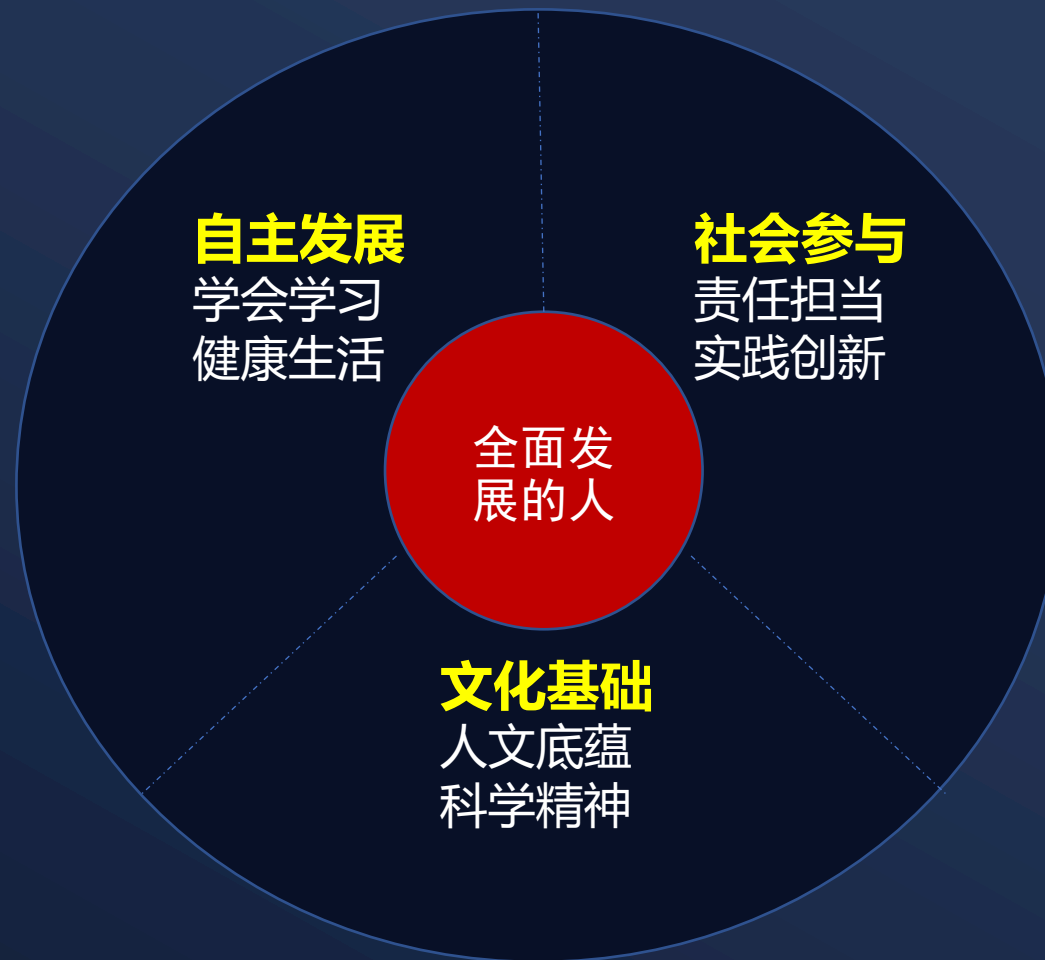 自主发展
学会学习
健康生活
社会参与
责任担当
实践创新
全面发
展的人
文化基础
人文底蕴
科学精神